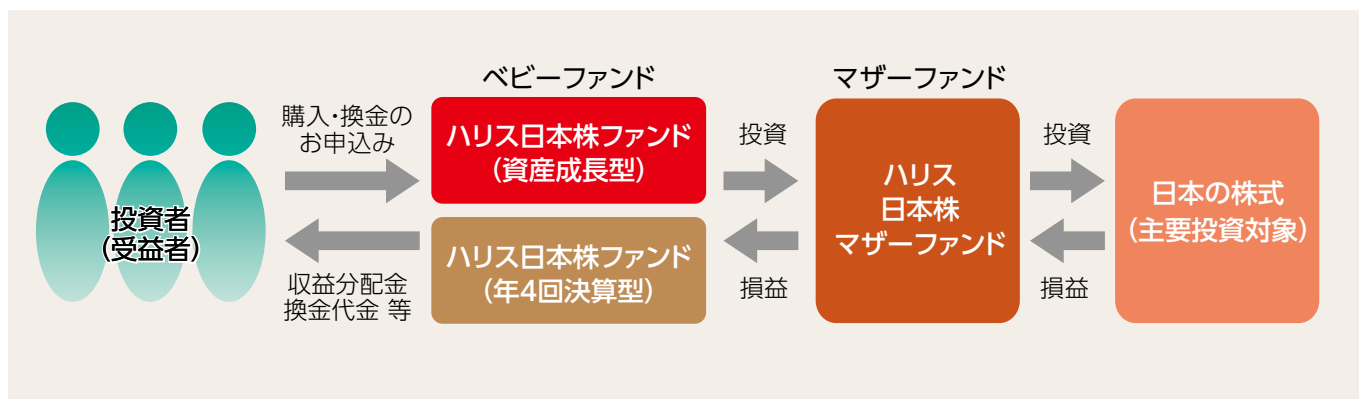 ベビーファンド
マザーファンド
購入・換金の
お申込み
投資者
(受益者)
収益分配金
換金代金 等
ハリス日本株ファンド
(資産成長型)
ハリス日本株ファンド
(年4回決算型)
投資
損益
ハリス
日本株
マザーファンド
投資
損益
日本の株式
(主要投資対象)